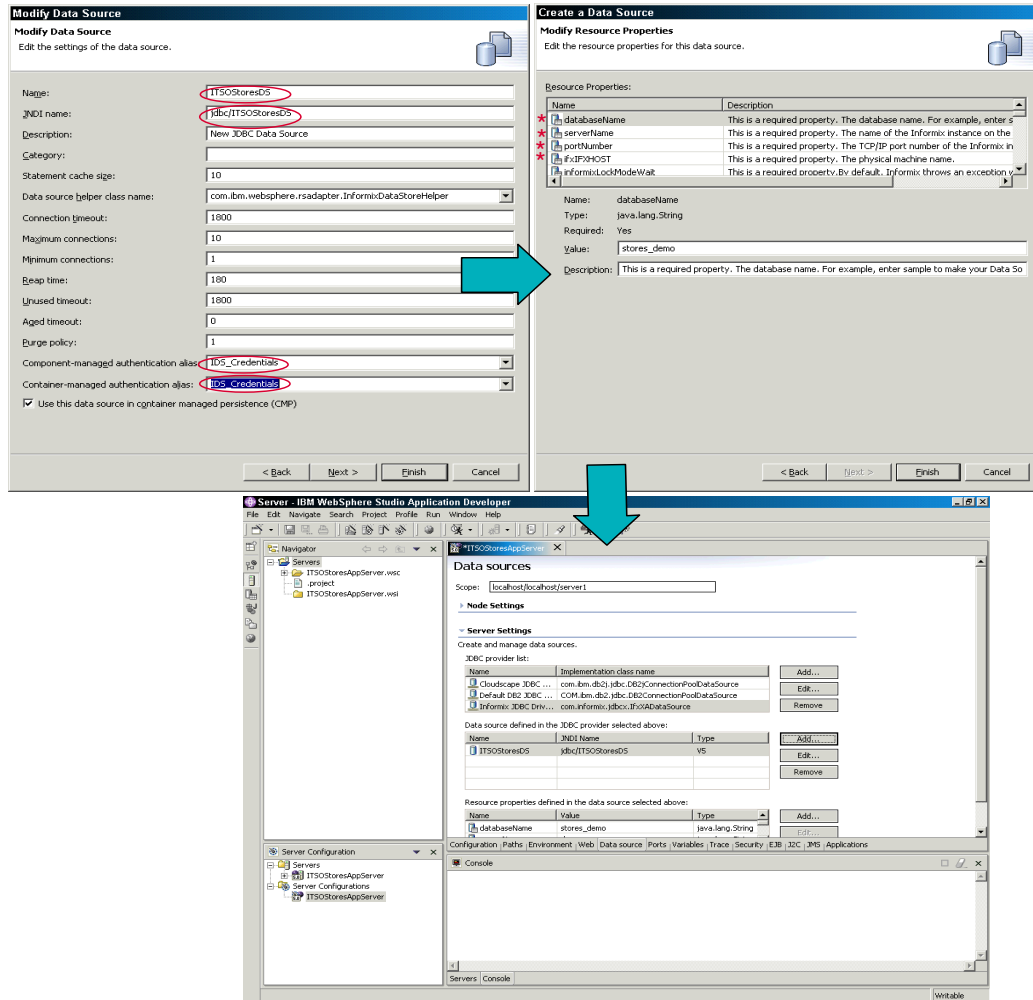 Modify Data Source
Modify Data Source
Edit the settings of the data source.
Name: ITSOStoresDS
JNDI name: jdbc/ITSOStoresDS
Description: New JDBC Data Source
Category:
Statement cache size: 10
Data source helper class name: com.ibm.websphere.rsadapter.InformixDataStoreHelper
Connection timeout: 1800
Maximum connections: 10
Minimum connections: 1
Reap time: 180
Unused timeout: 1800
Aged timeout: 0
Purge policy: 1
Component-managed authentication alias: IDS_Credentials
Container-managed authentication alias: IDS_Credentials
Use this data source in container managed persistence (CMP)
< Back Next > Finish Cancel
Create a Data Source
Modify Resource Properties
Edit the resource properties for this data source.
Resource Properties:
Name Description
* databaseName This is a required property. The database name. For example, enter s
* serverName This is a required property. The name of the Informix instance on the
* portNumber This is a required property. The TCP/IP port number of the Informix in
* ifxIFXHOST This is a required property. The physical machine name.
informixLockModeWait This is a required property.By default, Informix throws an exception
Name: databaseName
Type: java.lang.String
Required: Yes
Value: stores_demo
Description: This is a required property. The database name. For example, enter sample to make your Data So
< Back Next > Finish Cancel
Server - IBM WebSphere Studio Application Developer
File Edit Navigate Search Project Profile Run Window Help
Navigator
Servers
ITSOStoresAppServer.wsc
.project
ITSOStoresAppServer.wsi
*ITSOStoresAppServer
Data sources
Scope: localhost/localhost/server1
Node Settings
Server Settings
Create and manage data sources.
JDBC provider list:
Name Implementation class name Add...
Cloudscape JDBC ... com.ibm.db2j.jdbc.DB2jConnectionPoolDataSource
Edit...
Default DB2 JDBC ... COM.ibm.db2.jdbc.DB2ConnectionPoolDataSource
Informix JDBC Driv... com.informix.jdbcx.IfxXADataSource Remove
Data source defined in the JDBC provider selected above:
Name JNDI Name Type Add...
ITSOStoresDS jdbc/ITSOStoresDS V5
Edit...
Remove
Resource properties defined in the data source selected above:
Name Value Type Add...
databaseName stores_demo java.lang.String
Edit...
Configuration Paths Environment Web Data source Ports Variables Trace Security EJB J2C JMS Applications
Server Configuration
Servers
ITSOStoresAppServer
Server Configurations
ITSOStoresAppServer
Console
Servers Console
Writable